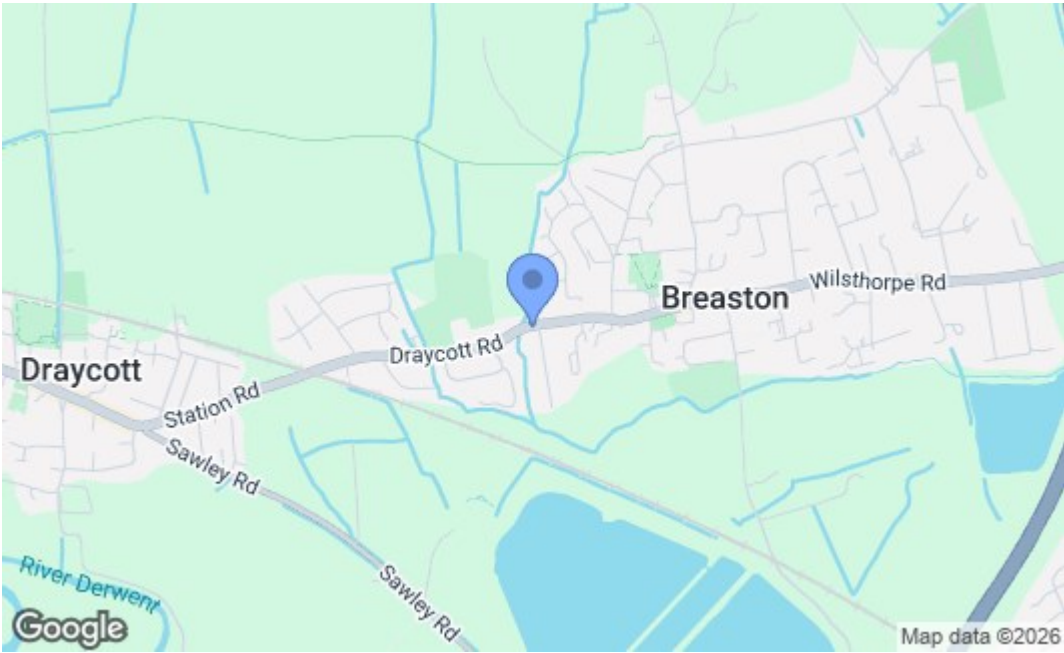 Wilsthorpe Rd
Breaston
Draycott Rd
Draycott
Station Rd
Sawley Rd
River Derwent
Sawley Rd
Google
Map data ©2026